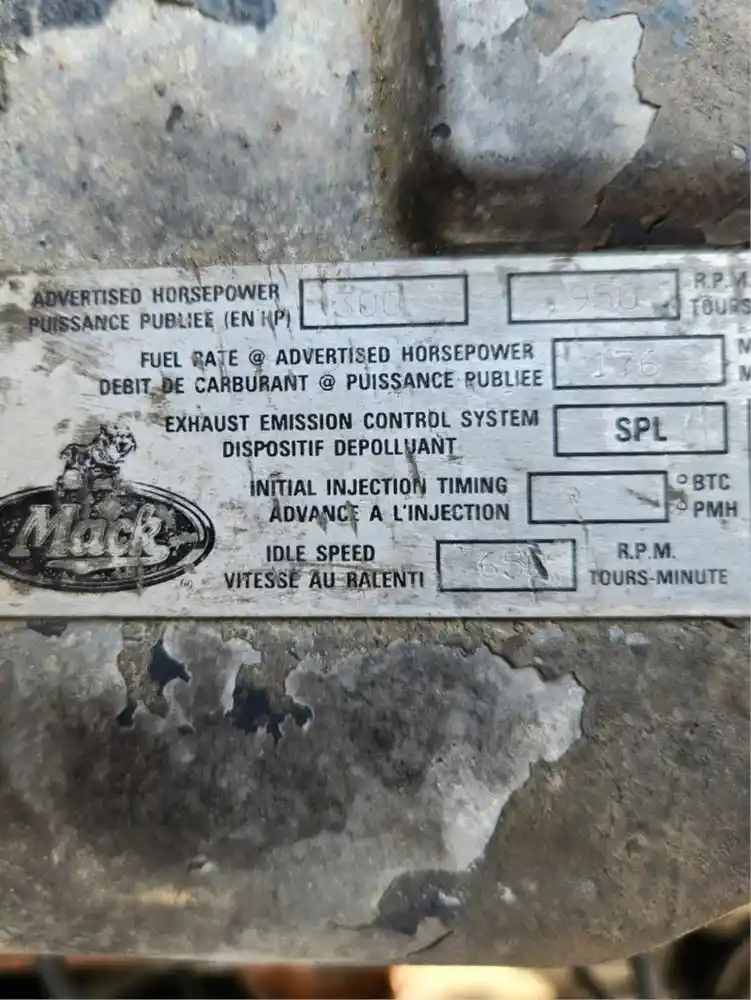 ADVERTISED HORSEPOWER 300 R.P.M
PUISSANCE PUBLIEE (EN HP) TOURS
FUEL RATE @ ADVERTISED HORSEPOWER 176
DEBIT DE CARBURANT @ PUISSANCE PUBLIEE
EXHAUST EMISSION CONTROL SYSTEM SPL
DISPOSITIF DEPOLLUANT
INITIAL INJECTION TIMING °BTC
ADVANCE A L'INJECTION °PMH
Mack
IDLE SPEED R.P.M.
VITESSE AU RALENTI TOURS-MINUTE